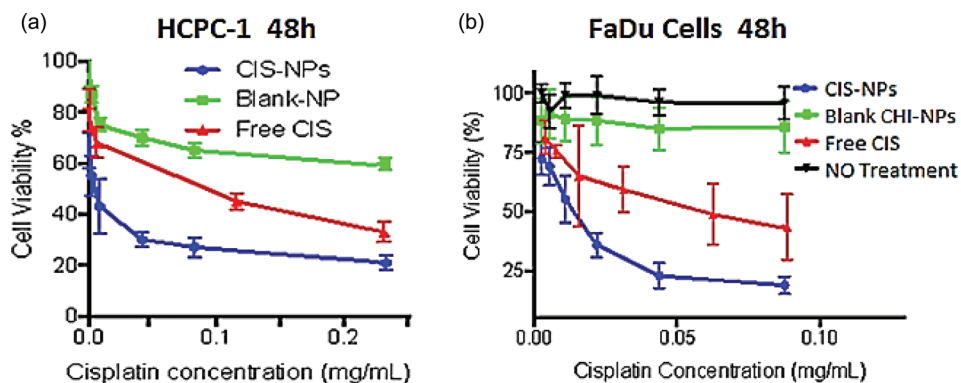 (a)
HCPC-1 48h
CIS-NPs
Blank-NP
Free CIS
Cell Viability %
100
80
60
40
20
0
0.0
0.1
0.2
Cisplatin concentration (mg/mL)
(b)
FaDu Cells 48h
CIS-NPs
Blank CHI-NPs
Free CIS
NO Treatment
Cell Viability (%)
100
75
50
25
0.00
0.05
0.10
Cisplatin Concentration (mg/mL)